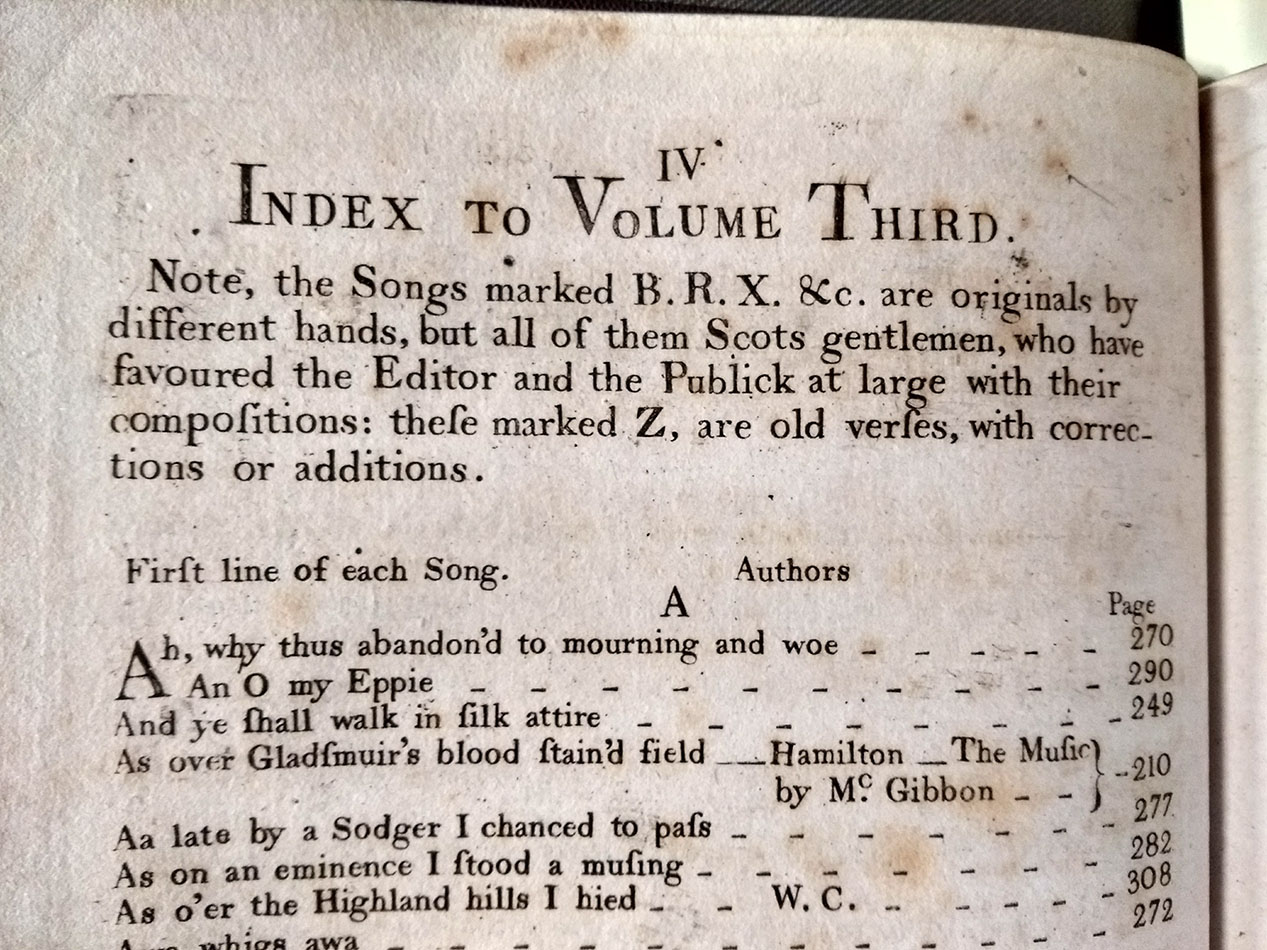 IV.
INDEX TO VOLUME THIRD.
Note, the Songs marked B. R. X. &c. are originals by
different hands, but all of them Scots gentlemen, who have
favoured the Editor and the Publick at large with their
compoſitions: theſe marked Z, are old verſes, with correc-
tions or additions.
Firſt line of each Song. Authors
A
Page
Ah, why thus abandon'd to mourning and woe - - - - - 270
An O my Eppie - - - - - - - - - - 290
And ye ſhall walk in ſilk attire - - - - - - - - 249
As over Gladſmuir's blood ſtain'd field __ Hamilton _ The Muſic } - 210
by Mc. Gibbon - -
Aa late by a Sodger I chanced to paſs - - - - - - 277
As on an eminence I ſtood a muſing - - - - - - - 282
As o'er the Highland hills I hied - - W. C. - - - - - 308
whigs awa - - - - - - - - - - - 272